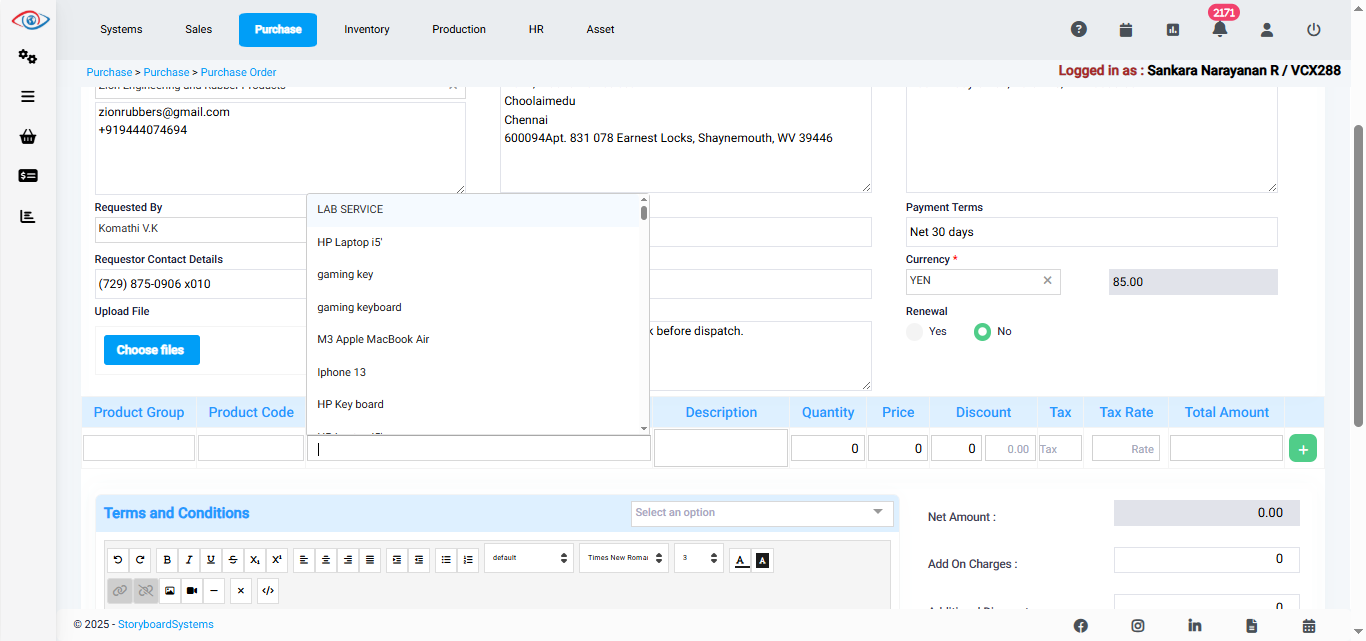 2171
Systems
Sales
Purchase
Inventory
Production
HR
Asset
Purchase > Purchase > Purchase Order
Logged in as : Sankara Narayanan R / VCX288
Zion Engineering and Rubber Products
zionrubbers@gmail.com
+919444074694
Choolaimedu
Chennai
600094Apt. 831 078 Earnest Locks, Shaynemouth, WV 39446
Requested By
Komathi V.K
Requestor Contact Details
(729) 875-0906 x010
Upload File
Choose files
LAB SERVICE
HP Laptop i5'
gaming key
gaming keyboard
M3 Apple MacBook Air
Iphone 13
HP Key board
before dispatch.
Payment Terms
Net 30 days
Currency *
YEN
85.00
Renewal
Yes
No
Product Group
Product Code
Description
Quantity
Price
Discount
Tax
Tax Rate
Total Amount
0
0
0
0.00
Tax
Rate
+
Terms and Conditions
Select an option
default
Times New Roma
3
Net Amount :
0.00
Add On Charges :
0
0
© 2025 - StoryboardSystems